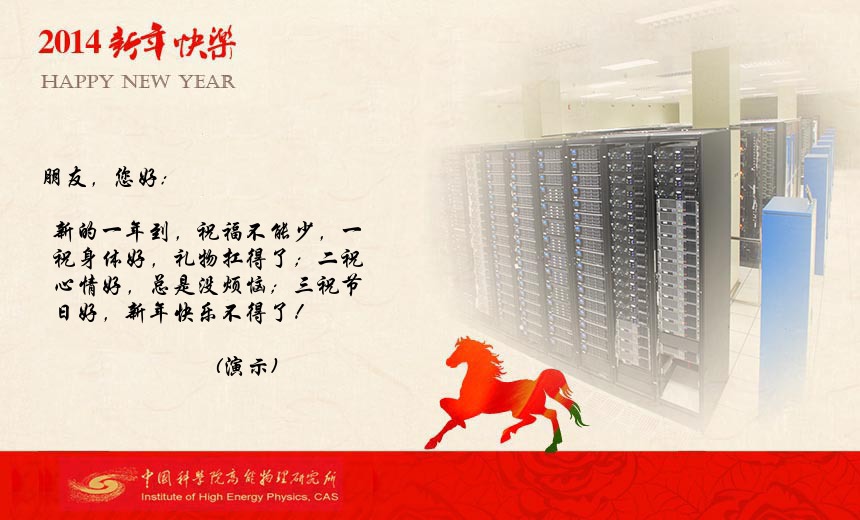 2014 新年快樂
HAPPY NEW YEAR
朋友，您好：
新的一年到，祝福不能少，一
祝身体好，礼物扛得了；二祝
心情好，总是没烦恼；三祝节
日好，新年快乐不得了！
（演示）
中国科学院高能物理研究所
Institute of High Energy Physics, CAS